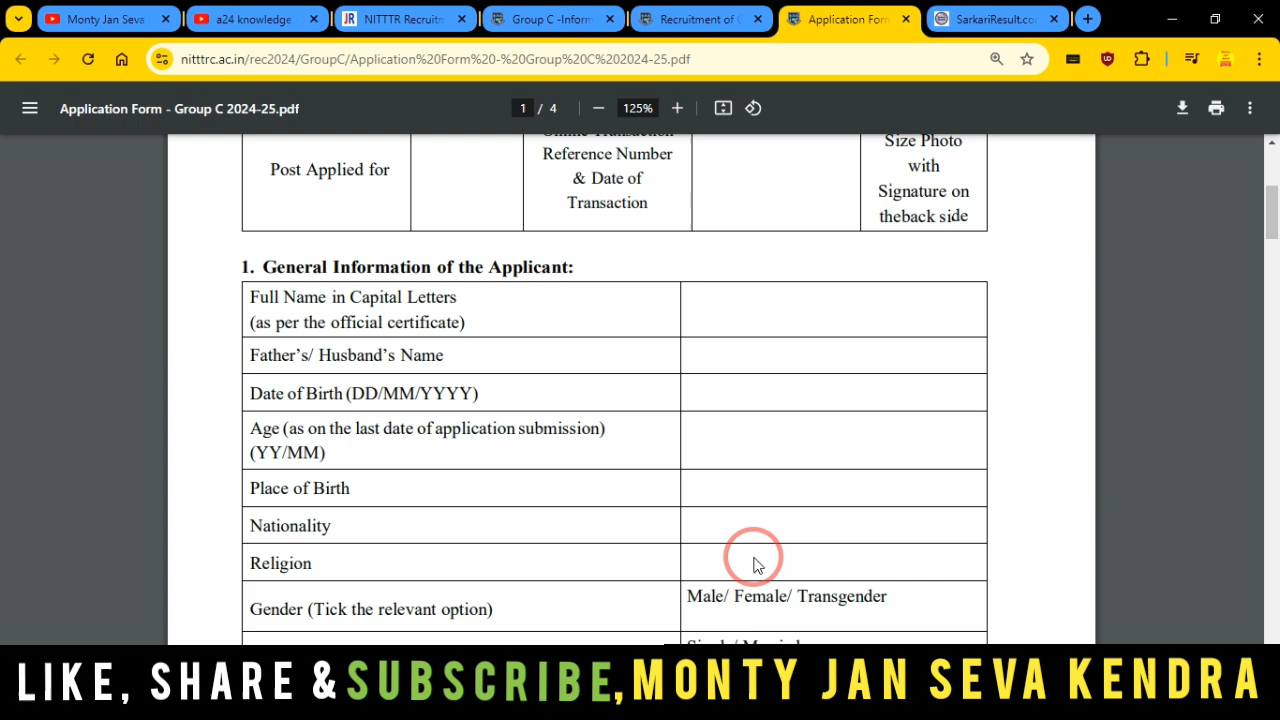 Monty Jan Seva
a24 knowledge
NITTTR Recruitm
Group C -Inform
Recruitment of G
Application Form
SarkariResult.co
nitttrc.ac.in/rec2024/GroupC/Application%20Form%20-%20Group%20C%202024-25.pdf
Application Form - Group C 2024-25.pdf
1 / 4
125%
Online Transaction
Reference Number
& Date of
Transaction
Post Applied for
Size Photo
with
Signature on
theback side
1. General Information of the Applicant:
Full Name in Capital Letters
(as per the official certificate)
Father's/ Husband's Name
Date of Birth (DD/MM/YYYY)
Age (as on the last date of application submission)
(YY/MM)
Place of Birth
Nationality
Religion
Gender (Tick the relevant option)
Male/ Female/ Transgender
LIKE, SHARE & SUBSCRIBE, MONTY JAN SEVA KENDRA